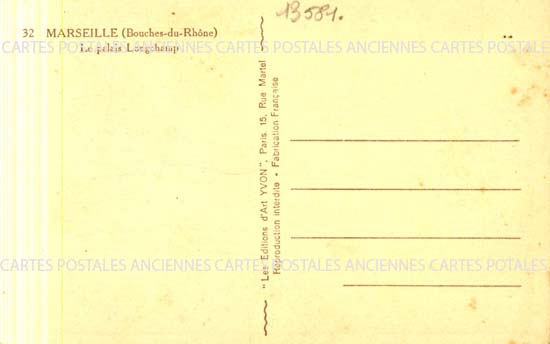 13581.
32 MARSEILLE (Bouches-du-Rhône)
CARTES POSTALES ANCIENNES CARTES POSTALES ANCIENNES CARTES POSTALES
Le palais Longchamp
"Les Editions d'Art YVON", Paris 15, Rue Martel
Reproduction interdite • Fabrication Française
CARTES POSTALES ANCIENNES CARTES POSTALES ANCIENNES CARTES POSTALES